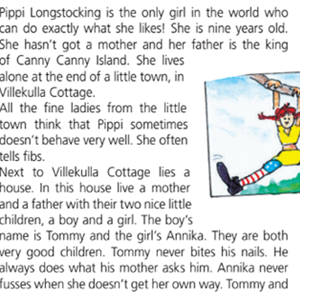 Pippi Longstocking is the only girl in the world who
can do exactly what she likes! She is nine years old.
She hasn't got a mother and her father is the king
of Canny Canny Island. She lives
alone at the end of a little town, in
Villekulla Cottage.
All the fine ladies from the little
town think that Pippi sometimes
doesn't behave very well. She often
tells fibs.
Next to Villekulla Cottage lies a
house. In this house live a mother
and a father with their two nice little
children, a boy and a girl. The boy's
name is Tommy and the girl's Annika. They are both
very good children. Tommy never bites his nails. He
always does what his mother asks him. Annika never
fusses when she doesn't get her own way. Tommy and